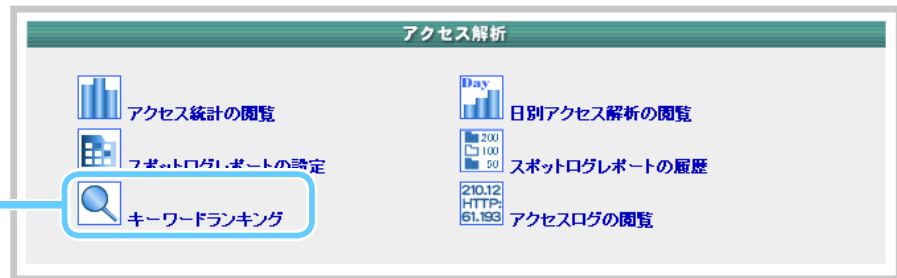 アクセス解析
アクセス統計の閲覧
Day
日別アクセス解析の閲覧
スポットログレポートの設定
200
100
50
スポットログレポートの履歴
キーワードランキング
210.12
HTTP:
61.193
アクセスログの閲覧